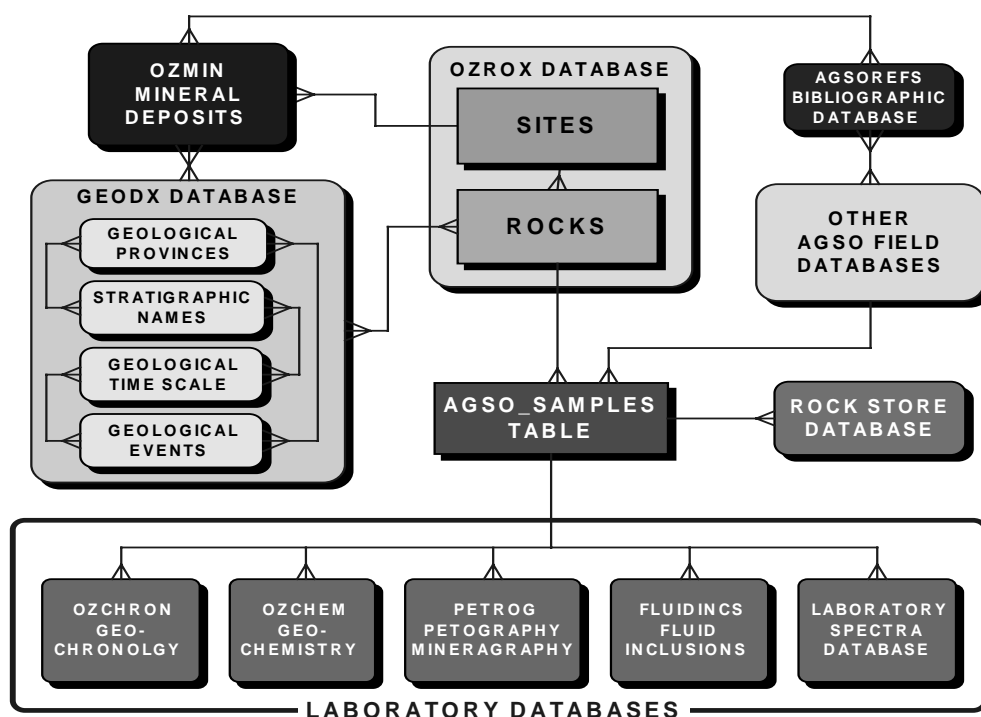 OZMIN
MINERAL
DEPOSITS
OZROX DATABASE
SITES
ROCKS
AGSOREFS
BIBLIOGRAPHIC
DATABASE
GEODX DATABASE
GEOLOGICAL
PROVINCES
STRATIGRAPHIC
NAMES
GEOLOGICAL
TIME SCALE
GEOLOGICAL
EVENTS
OTHER
AGSO FIELD
DATABASES
AGSO_SAMPLES
TABLE
ROCK STORE
DATABASE
OZCHRON
GEO-
CHRONOLGY
OZCHEM
GEO-
CHEMISTRY
PETROG
PETOGRAPHY
MINERAGRAPHY
FLUIDINCS
FLUID
INCLUSIONS
LABORATORY
SPECTRA
DATABASE
LABORATORY DATABASES